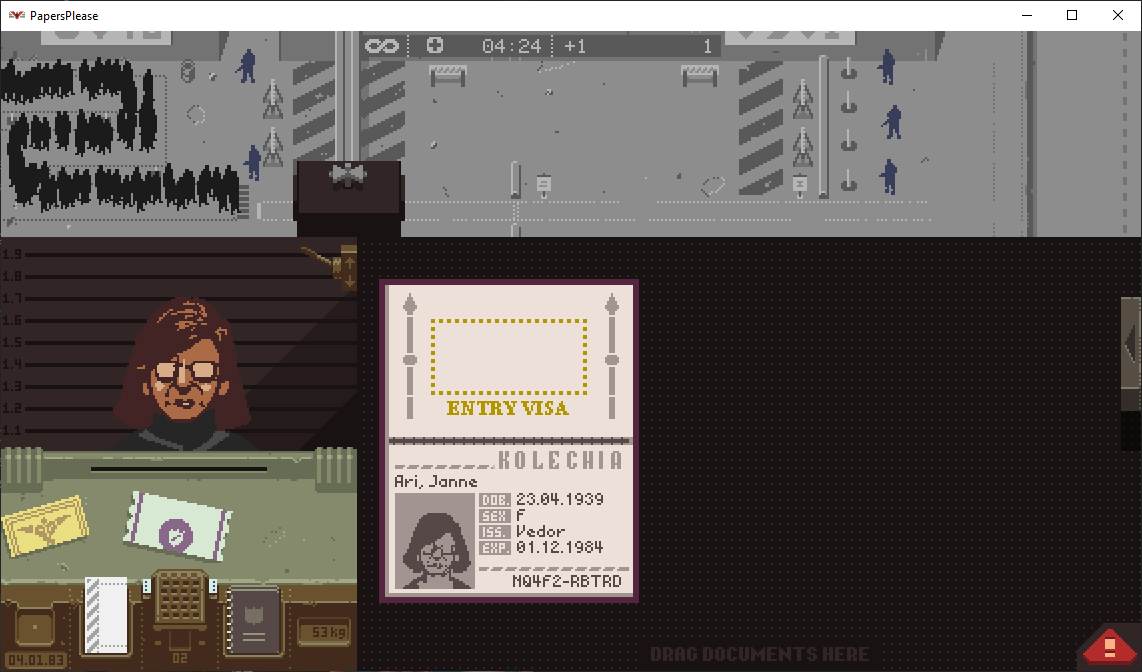 PapersPlease
04:24 +1 1
1.9
1.8
1.7
1.6
1.5
1.4
1.3
1.2
1.1
ENTRY VISA
KOLECHIA
Ari, Janne
DOB. 23.04.1939
SEX F
ISS. Vedor
EXP. 01.12.1984
NQ4F2-RBTRD
53kg
04.01.83
02
DRAG DOCUMENTS HERE